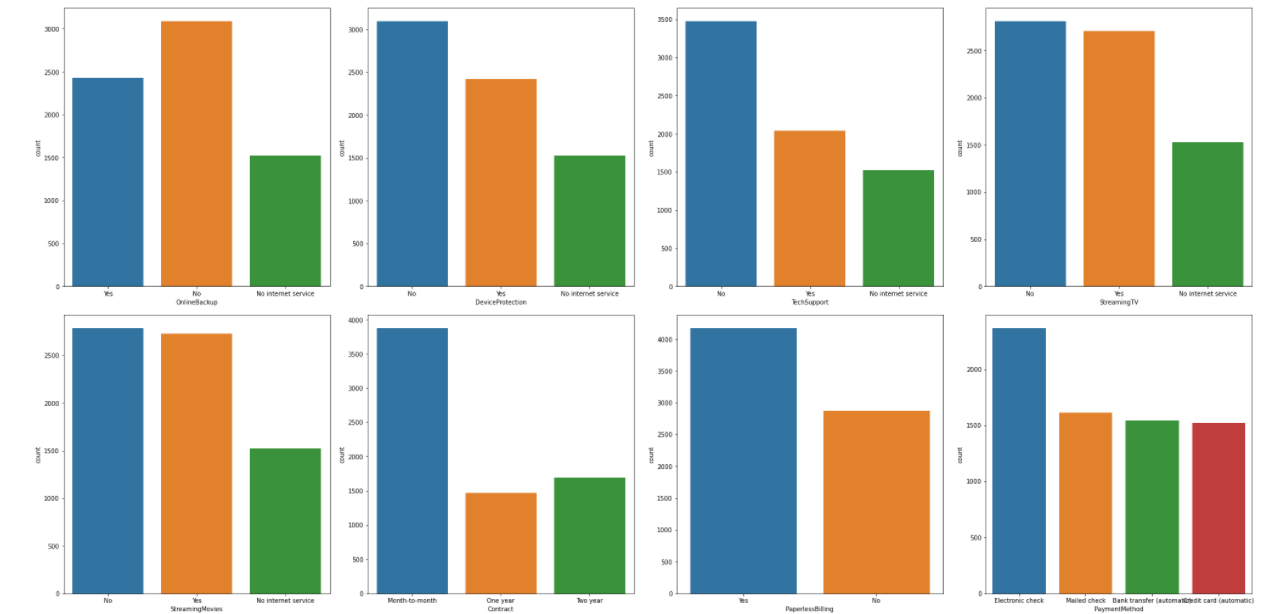 3000
2500
2000
1500
1000
500
0
count
Yes
No
No internet service
OnlineBackup
3000
2500
2000
1500
1000
500
0
count
No
Yes
No internet service
DeviceProtection
3500
3000
2500
2000
1500
1000
500
0
count
No
Yes
No internet service
TechSupport
2500
2000
1500
1000
500
0
count
No
Yes
No internet service
StreamingTV
2500
2000
1500
1000
500
0
count
No
Yes
No internet service
StreamingMovies
4000
3500
3000
2500
2000
1500
1000
500
0
count
Month-to-month
One year
Two year
Contract
4000
3500
3000
2500
2000
1500
1000
500
0
count
Yes
No
PaperlessBilling
2000
1500
1000
500
0
count
Electronic check
Mailed check
Bank transfer (automatic)
Credit card (automatic)
PaymentMethod